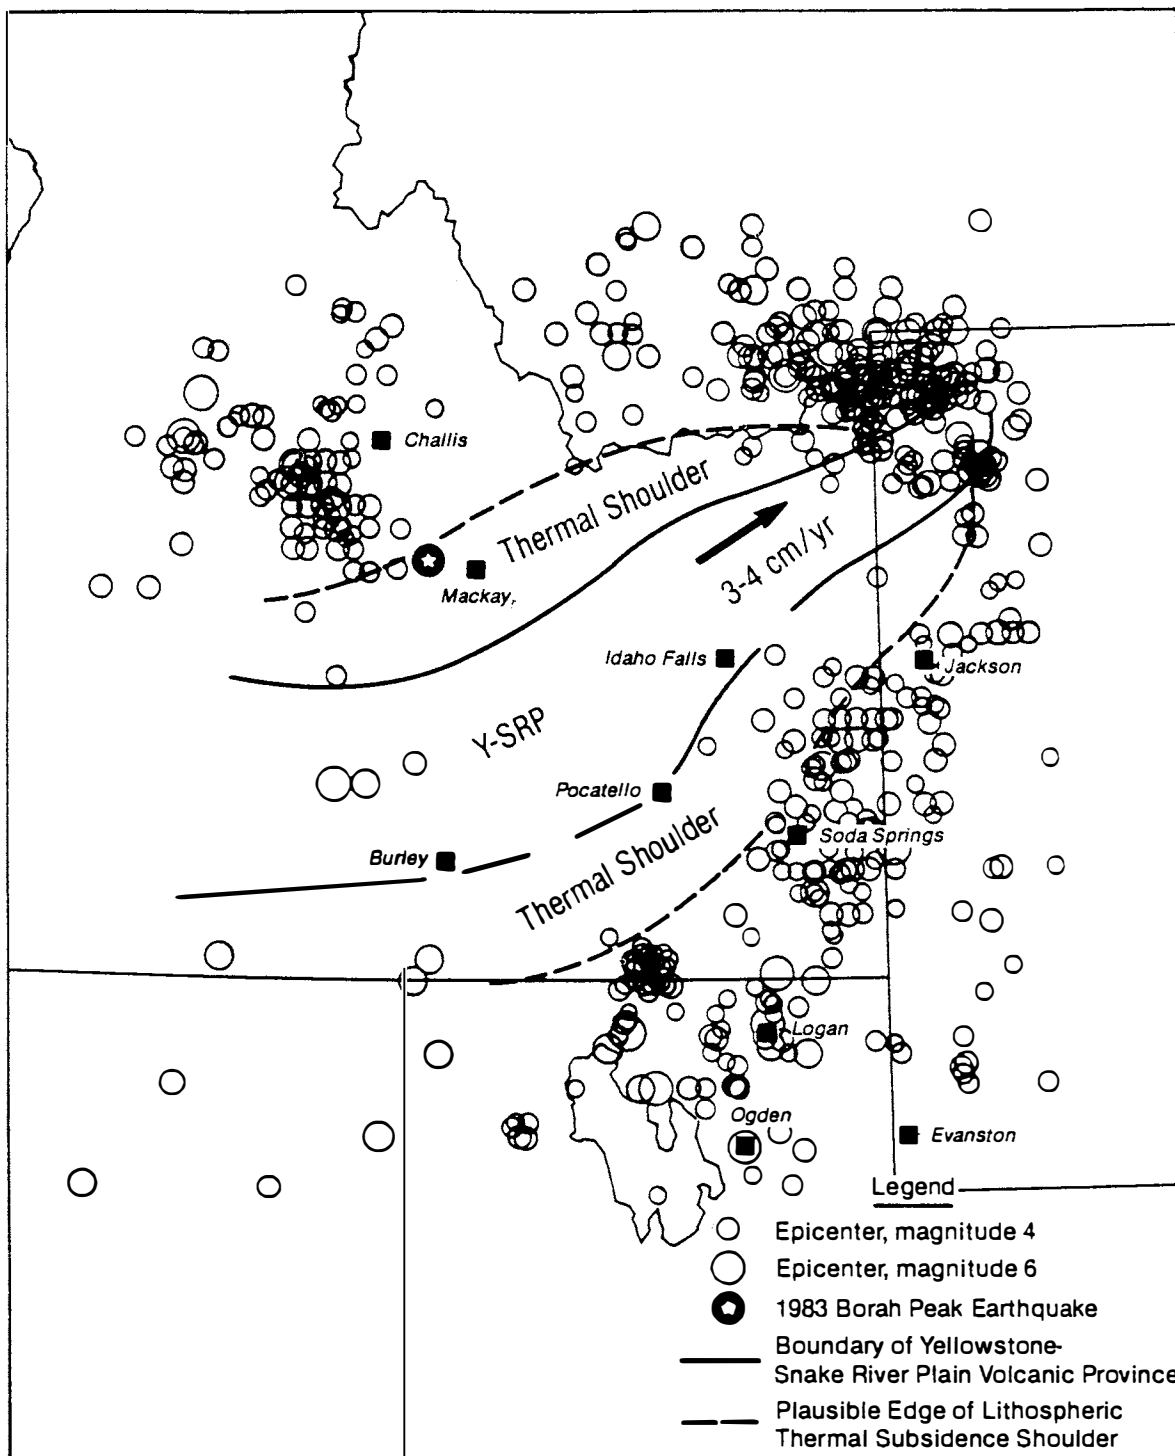 Challis
Thermal Shoulder
3-4 cm/yr
Mackay
Idaho Falls
Jackson
Y-SRP
Pocatello
Soda Springs
Burley
Thermal Shoulder
Logan
Ogden
Evanston
Legend
Epicenter, magnitude 4
Epicenter, magnitude 6
1983 Borah Peak Earthquake
Boundary of Yellowstone-
Snake River Plain Volcanic Province
Plausible Edge of Lithospheric
Thermal Subsidence Shoulder